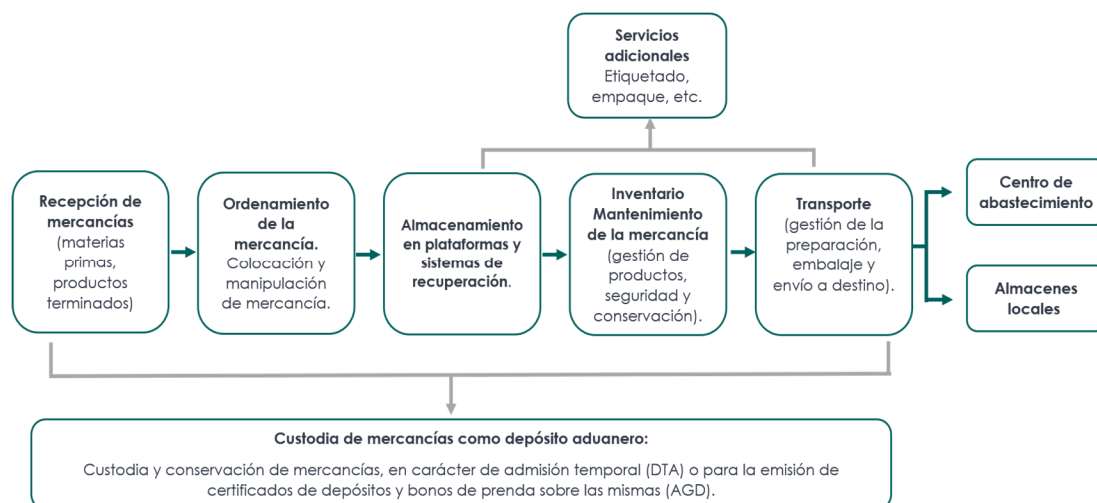 Servicios
adicionales
Etiquetado,
empaque, etc.
Recepción de
mercancías
(materias
primas,
productos
terminados)
Ordenamiento
de la
mercancía.
Colocación y
manipulación
de mercancía.
Almacenamiento
en plataformas y
sistemas de
recuperación.
Inventario
Mantenimiento
de la mercancía
(gestión de
productos,
seguridad y
conservación).
Transporte
(gestión de la
preparación,
embalaje y
envío a destino).
Centro de
abastecimiento
Almacenes
locales
Custodia de mercancías como depósito aduanero:
Custodia y conservación de mercancías, en carácter de admisión temporal (DTA) o para la emisión de
certificados de depósitos y bonos de prenda sobre las mismas (AGD).